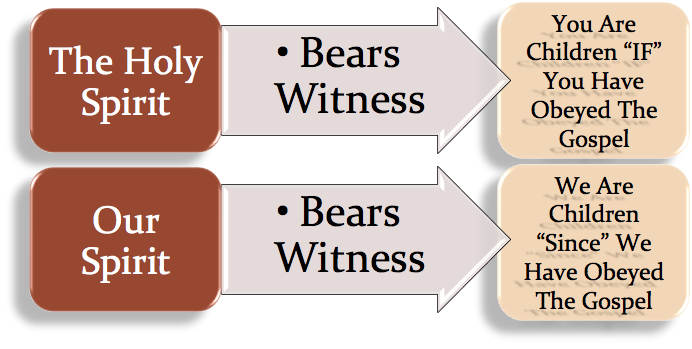 The Holy
Spirit
• Bears
Witness
You Are
Children “IF”
You Have
Obeyed The
Gospel
Our
Spirit
• Bears
Witness
We Are
Children
“Since” We
Have Obeyed
The Gospel